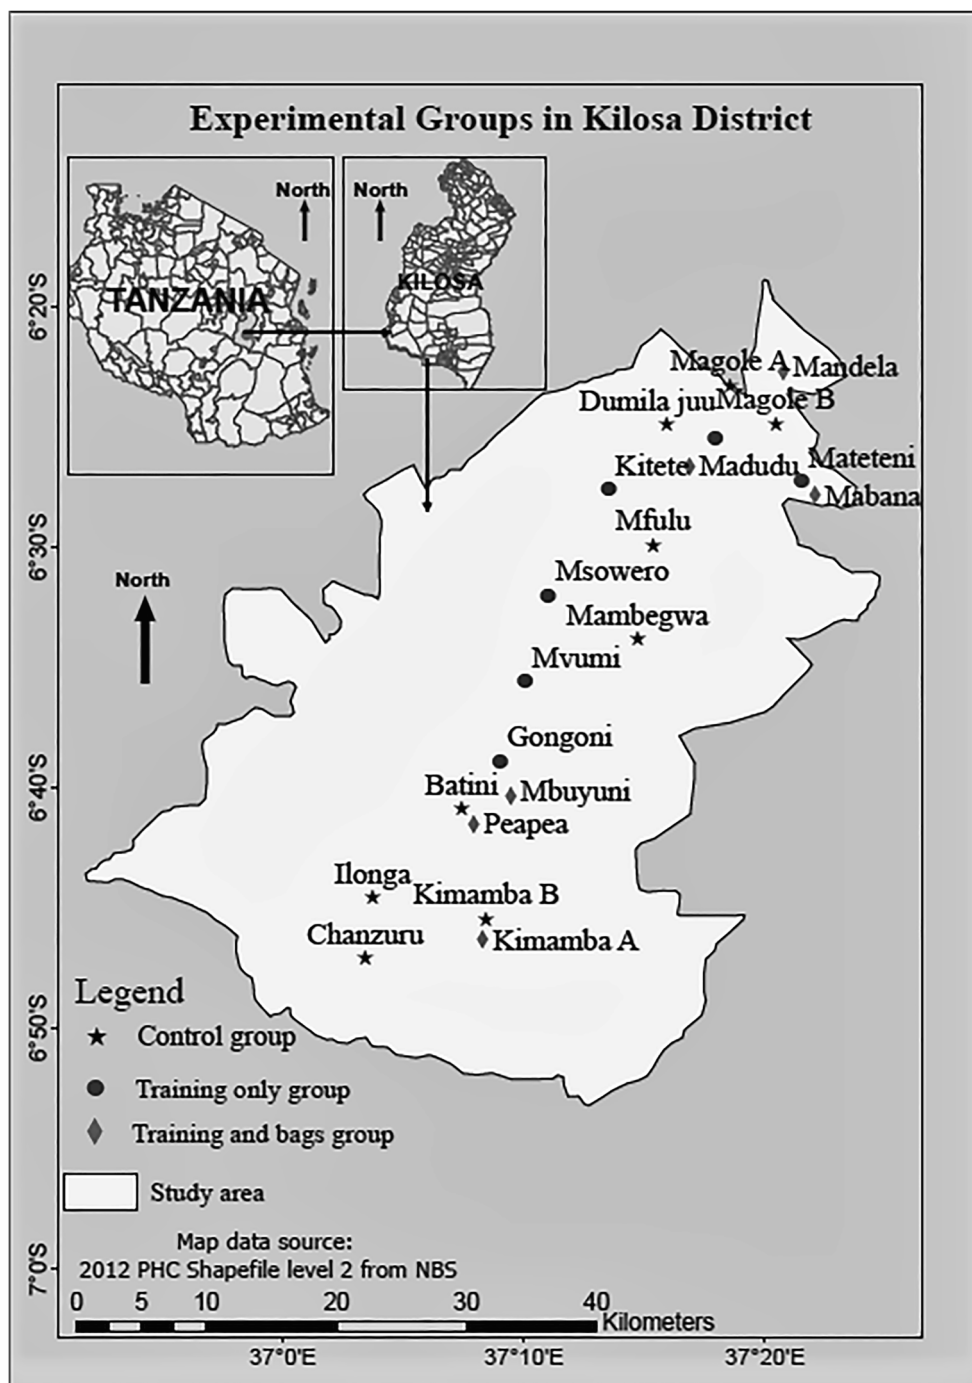 Experimental Groups in Kilosa District
North
North
TANZANIA
KILOSA
6°20'S
Magole A
Mandela
Dumila juu
Magole B
Kitete
Madudu
Mateteni
Mabana
Mfulu
6°30'S
Msowero
North
Mambegwa
Mvumi
Gongoni
6°40'S
Batini
Mbuyuni
Peapea
Ilonga
Kimamba B
Chanzuru
Kimamba A
Legend
6°50'S
Control group
Training only group
Training and bags group
Study area
Map data source:
2012 PHC Shapefile level 2 from NBS
7°0'S
0 5 10 20 30 40
Kilometers
37°0'E 37°10'E 37°20'E